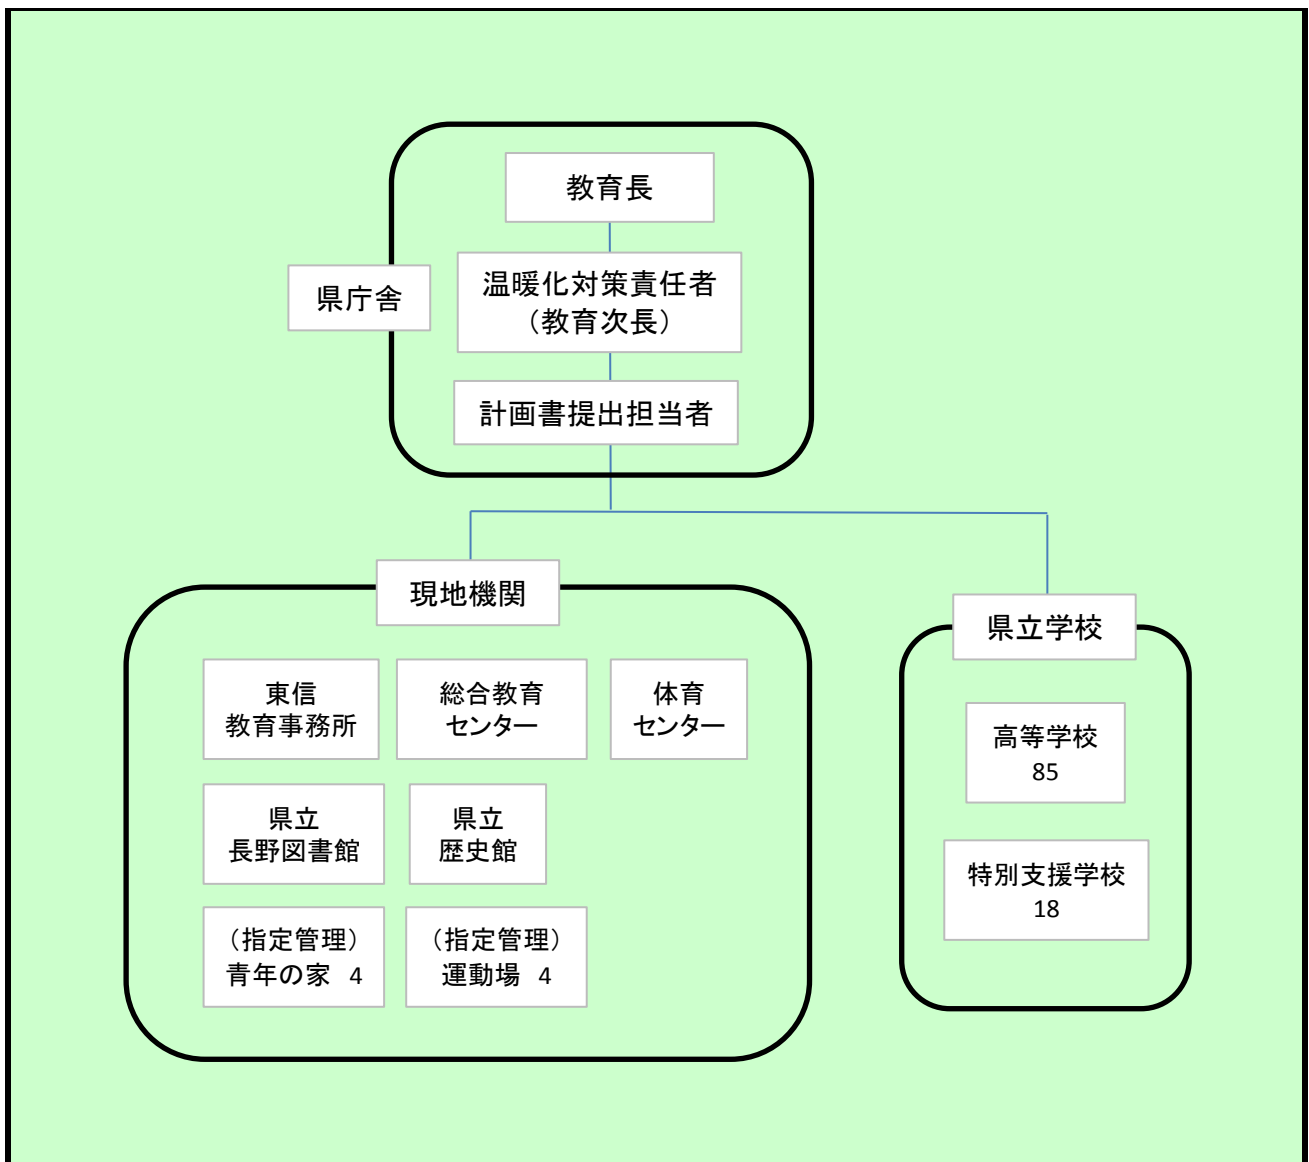 教育長
県庁舎
温暖化対策責任者
（教育次長）
計画書提出担当者
現地機関
東信
教育事務所
総合教育
センター
体育
センター
県立
長野図書館
県立
歴史館
（指定管理）
青年の家 4
（指定管理）
運動場 4
県立学校
高等学校
85
特別支援学校
18